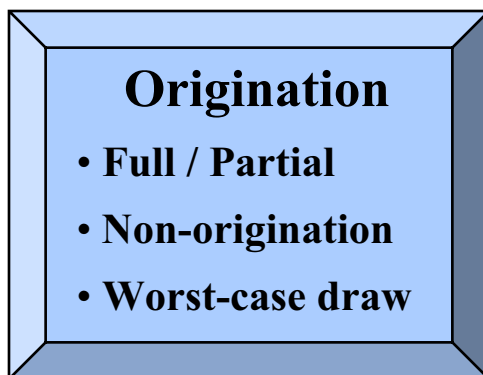 Origination
• Full / Partial
• Non-origination
• Worst-case draw